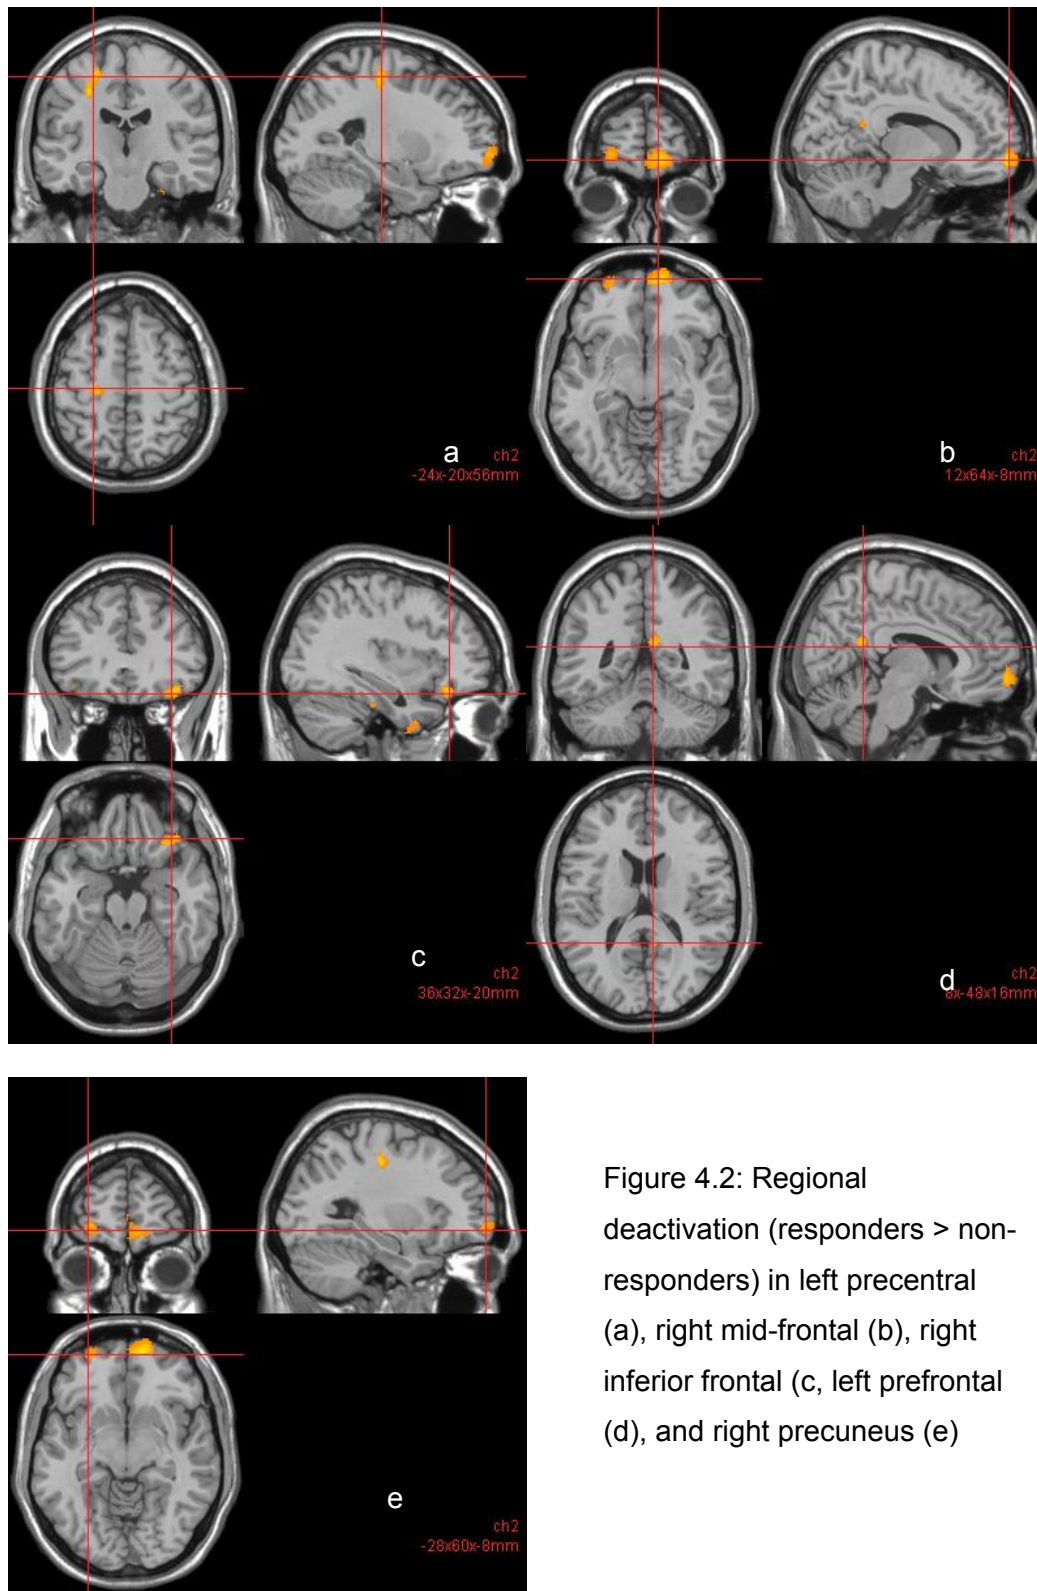 a
ch2
-24x-20x56mm
b
ch2
12x64x-8mm
c
ch2
36x32x-20mm
d
ch2
8x-48x16mm
e
ch2
-28x60x-8mm
Figure 4.2: Regional
deactivation (responders > non-
responders) in left precentral
(a), right mid-frontal (b), right
inferior frontal (c, left prefrontal
(d), and right precuneus (e)